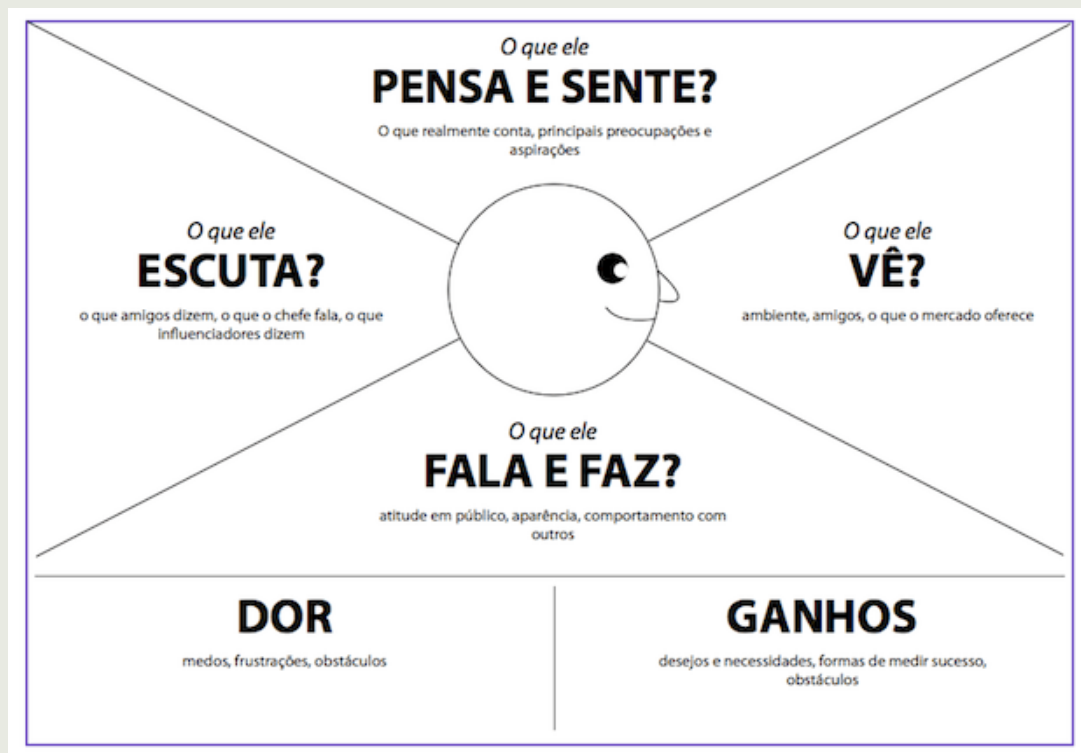 O que ele
PENSA E SENTE?
O que realmente conta, principais preocupações e
aspirações
O que ele
ESCUTA?
o que amigos dizem, o que o chefe fala, o que
influenciadores dizem
O que ele
VÊ?
ambiente, amigos, o que o mercado oferece
O que ele
FALA E FAZ?
atitude em público, aparência, comportamento com
outros
DOR
medos, frustrações, obstáculos
GANHOS
desejos e necessidades, formas de medir sucesso,
obstáculos